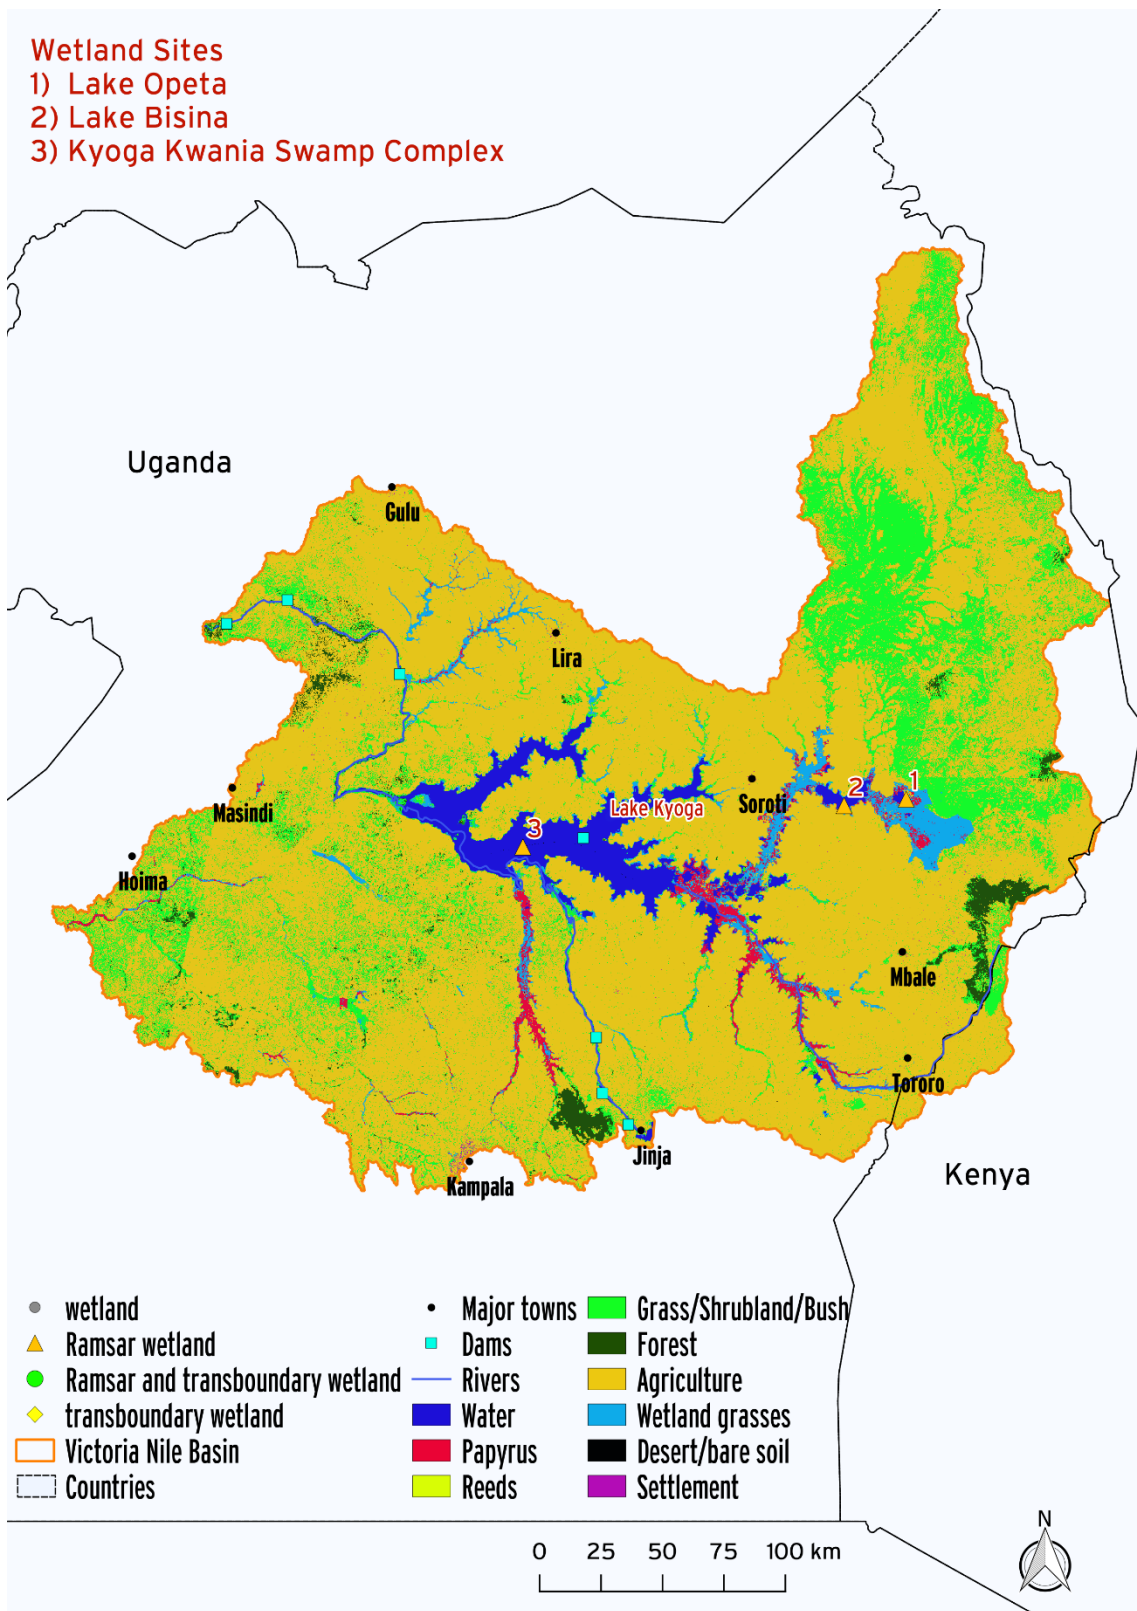 Wetland Sites
1) Lake Opeta
2) Lake Bisina
3) Kyoga Kwania Swamp Complex
Uganda
Gulu
Lira
Masindi
Hoima
Lake Kyoga
Soroti
1
2
3
Mbale
Tororo
Jinja
Kampala
Kenya
wetland
Ramsar wetland
Ramsar and transboundary wetland
transboundary wetland
Victoria Nile Basin
Countries
Major towns
Dams
Rivers
Water
Papyrus
Reeds
Grass/Shrubland/Bush
Forest
Agriculture
Wetland grasses
Desert/bare soil
Settlement
0 25 50 75 100 km
N